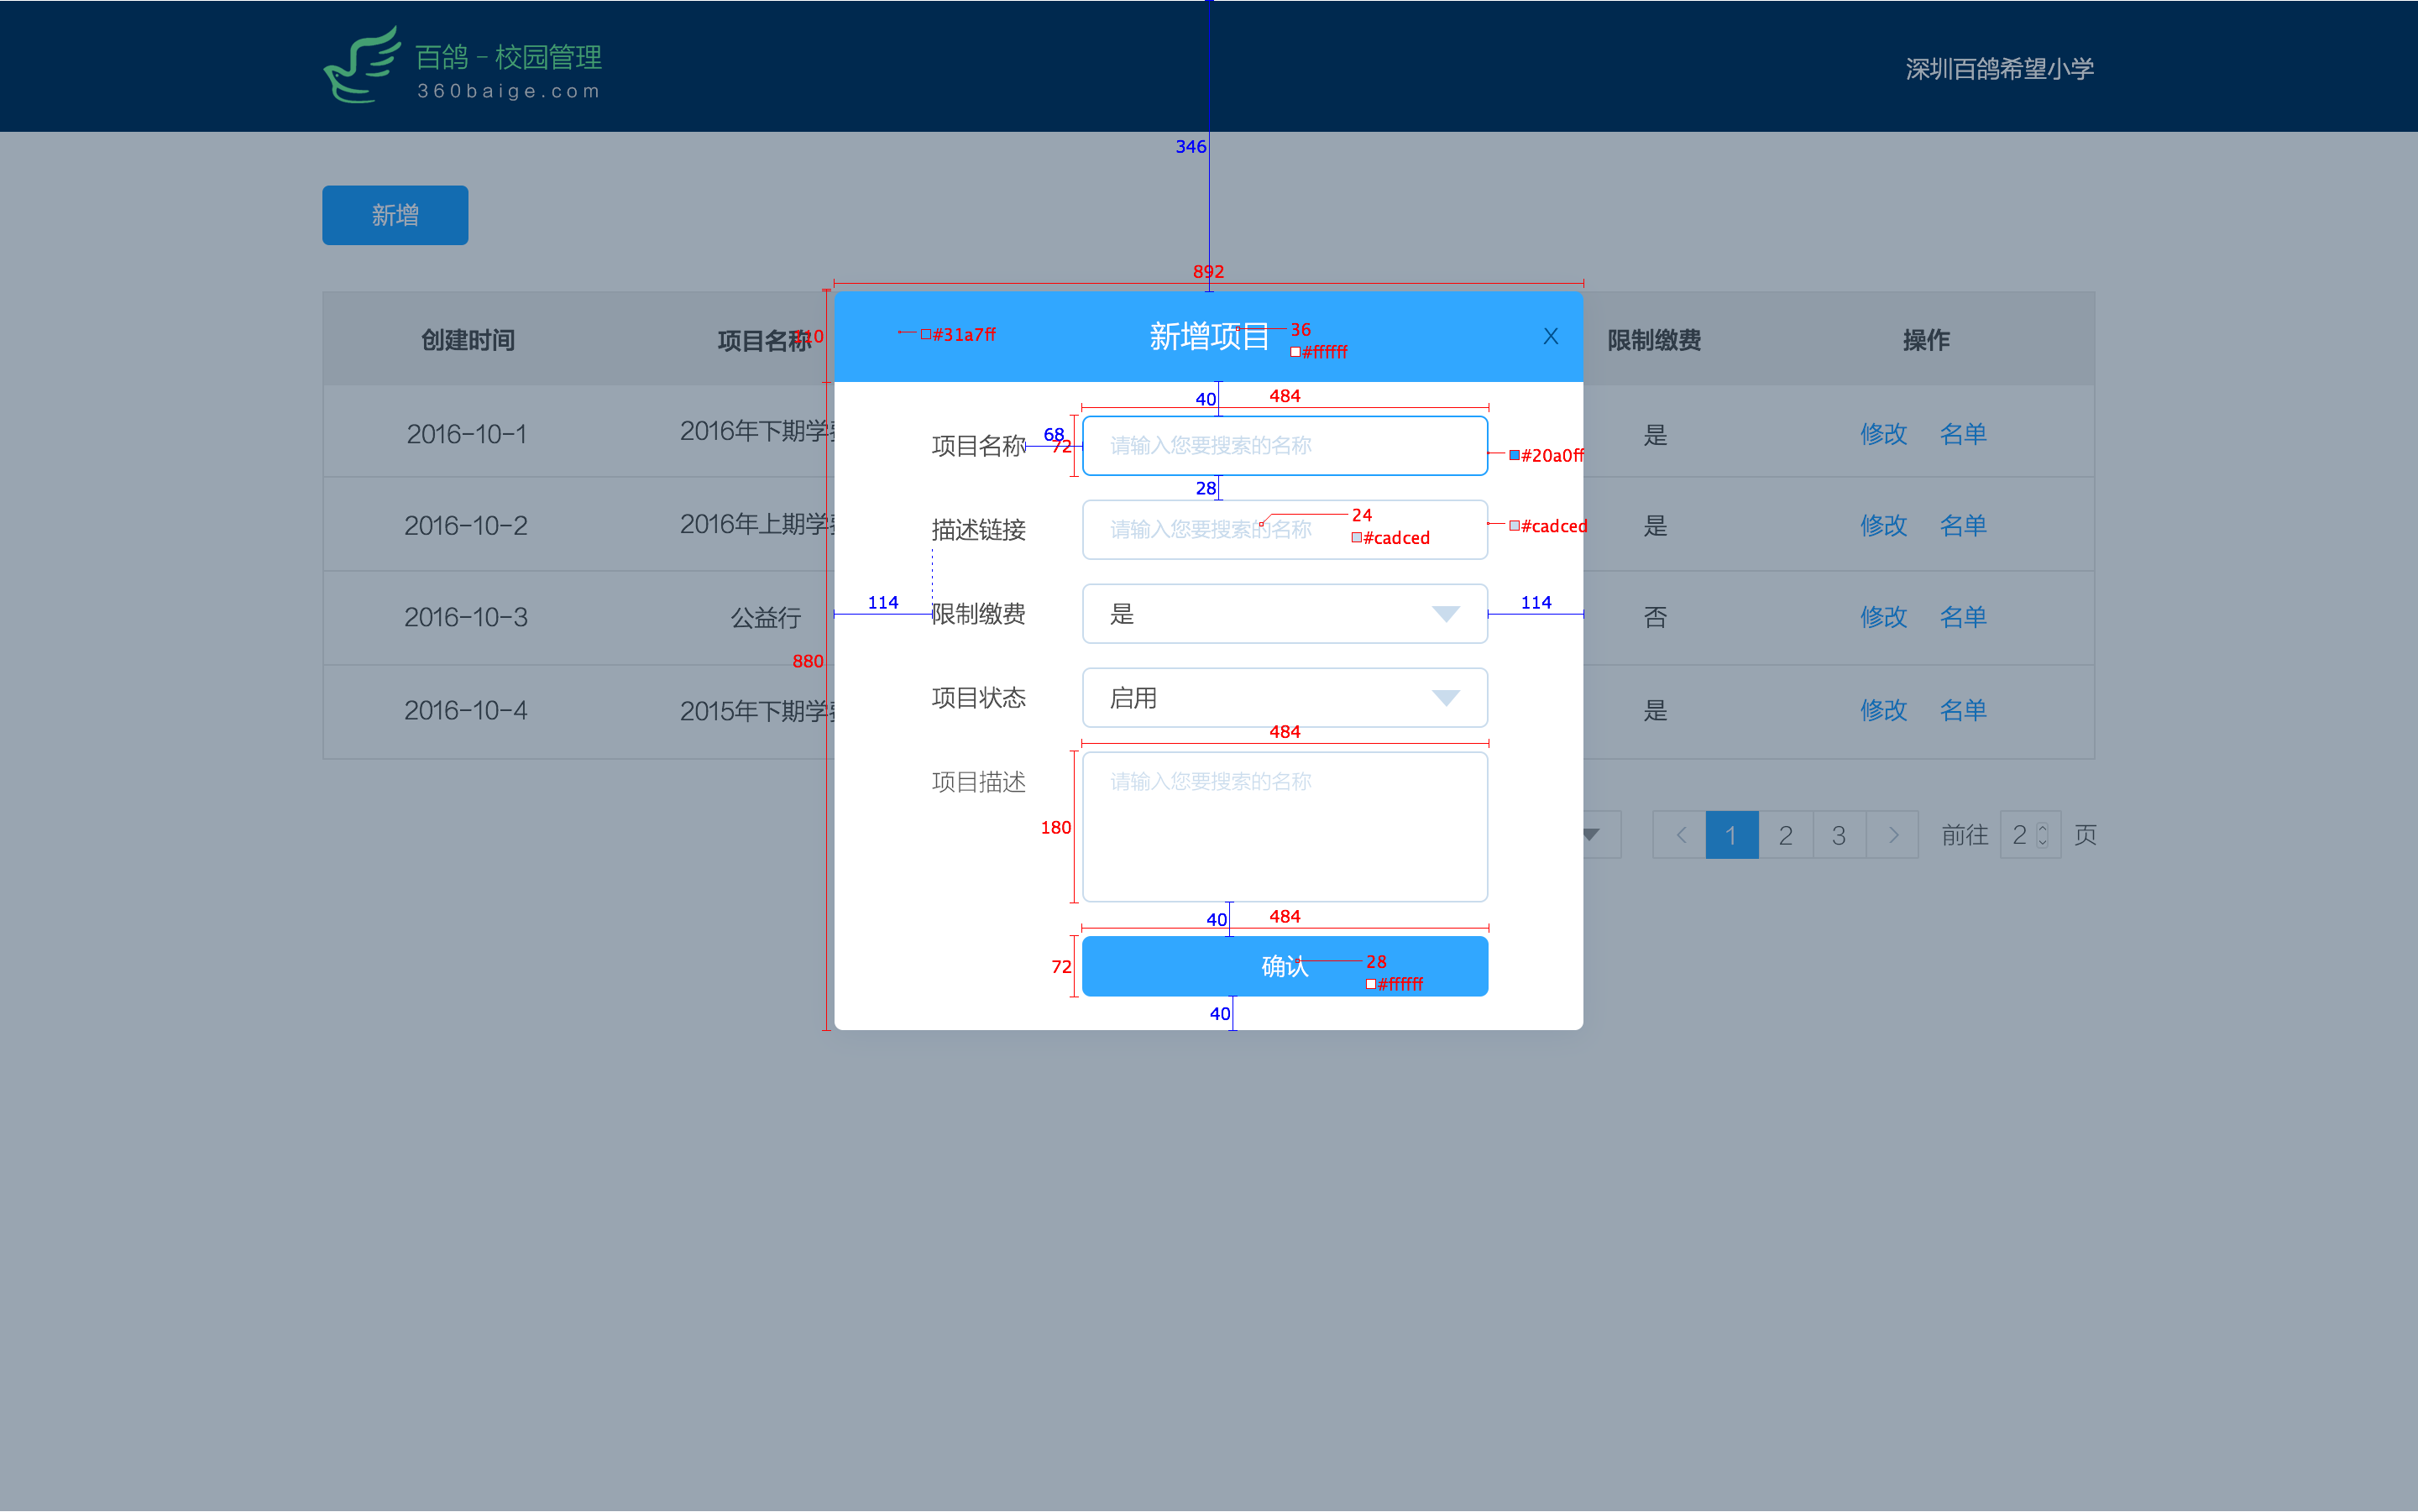 百鸽-校园管理
360baige.com
深圳百鸽希望小学
346
新增
892
创建时间 项目名称 限制缴费 操作
110
#31a7ff
新增项目
36
#ffffff
X
40
484
2016-10-1 2016年下期学 是 修改 名单
项目名称
68
72
请输入您要搜索的名称
#20a0ff
28
2016-10-2 2016年上期学 是 修改 名单
描述链接
请输入您要搜索的名称
24
#cadced
#cadced
114
114
2016-10-3 公益行 否 修改 名单
限制缴费
是
880
2016-10-4 2015年下期学 是 修改 名单
项目状态
启用
484
项目描述
请输入您要搜索的名称
180
< 1 2 3 > 前往 2 页
40
484
72
确认
28
#ffffff
40